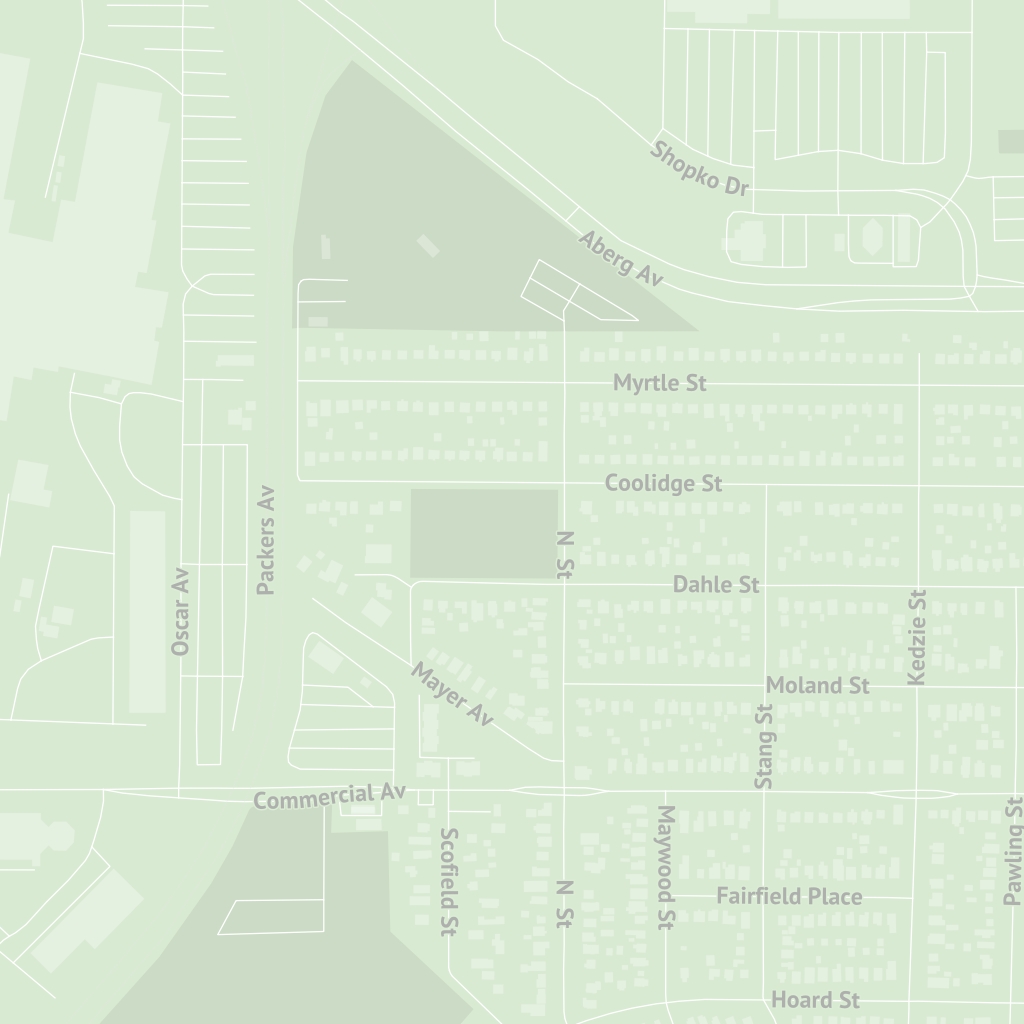 Shopko Dr
Aberg Av
Myrtle St
Coolidge St
Packers Av
N St
Oscar Av
Dahle St
Kedzie St
Mayer Av
Moland St
Stang St
Commercial Av
Scofield St
Maywood St
Pawling St
N St
Fairfield Place
Hoard St